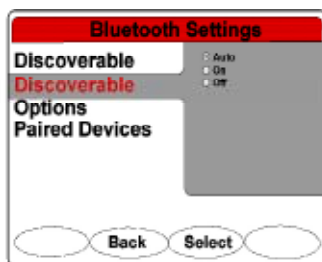 Bluetooth Settings
Discoverable
Auto
On
Discoverable
Off
Options
Paired Devices
Back Select